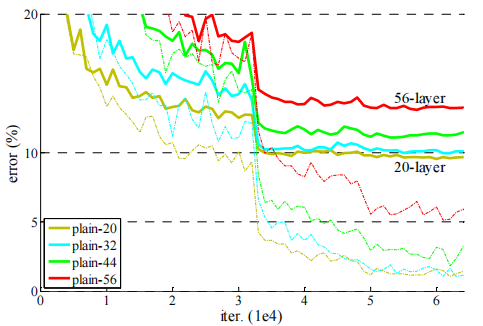 20
56-layer
error (%)
10
20-layer
5
plain-20
plain-32
plain-44
plain-56
0
0 1 2 3 4 5 6
iter. (1e4)